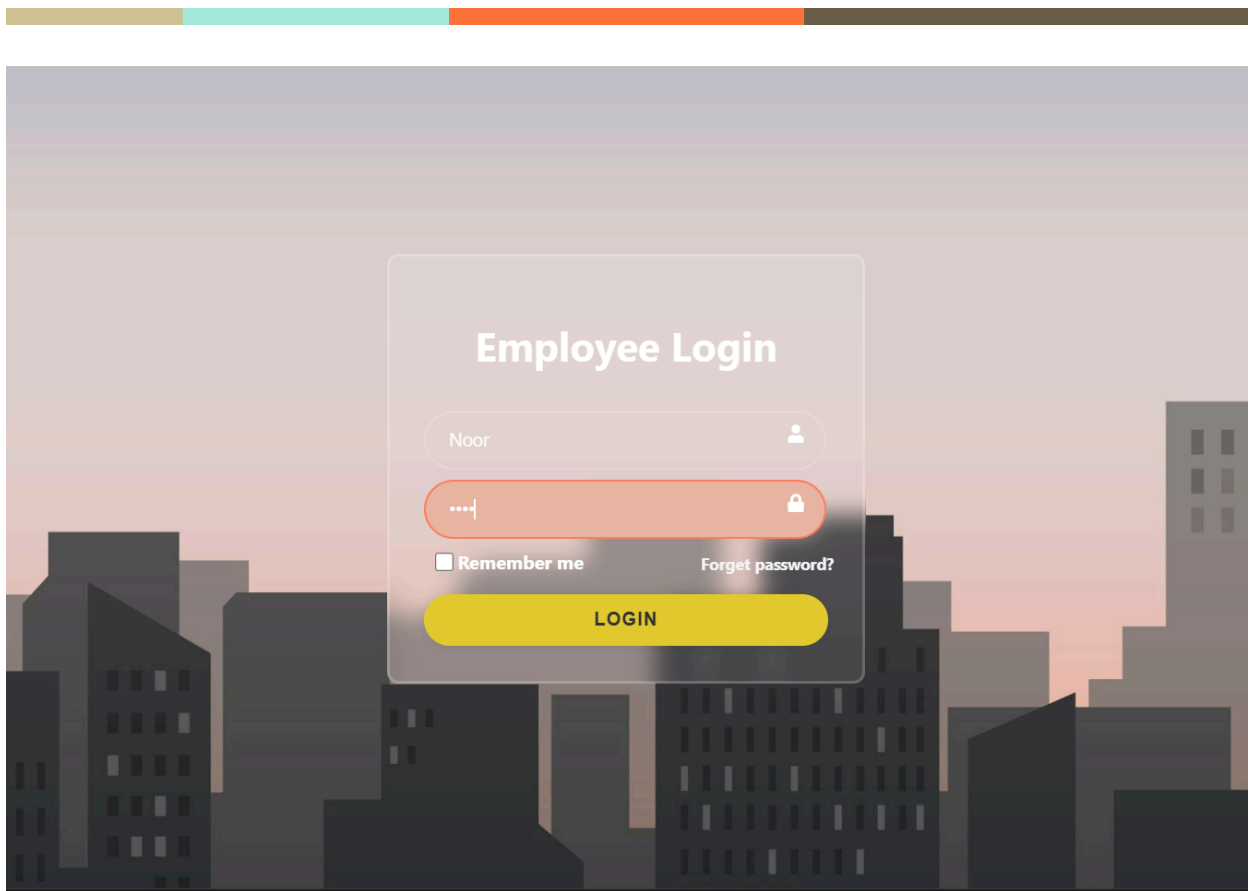 Employee Login
Noor
••••
Remember me
Forget password?
LOGIN